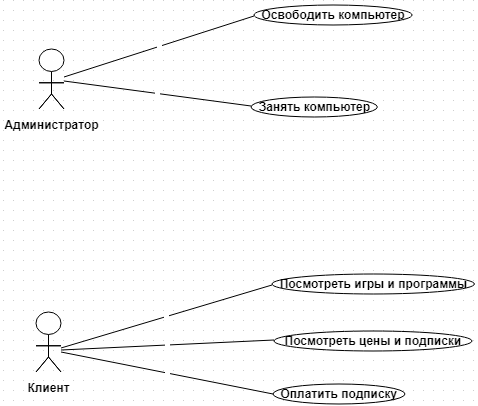 Освободить компьютер
Занять компьютер
Администратор
Посмотреть игры и программы
Посмотреть цены и подписки
Клиент
Оплатить подписку